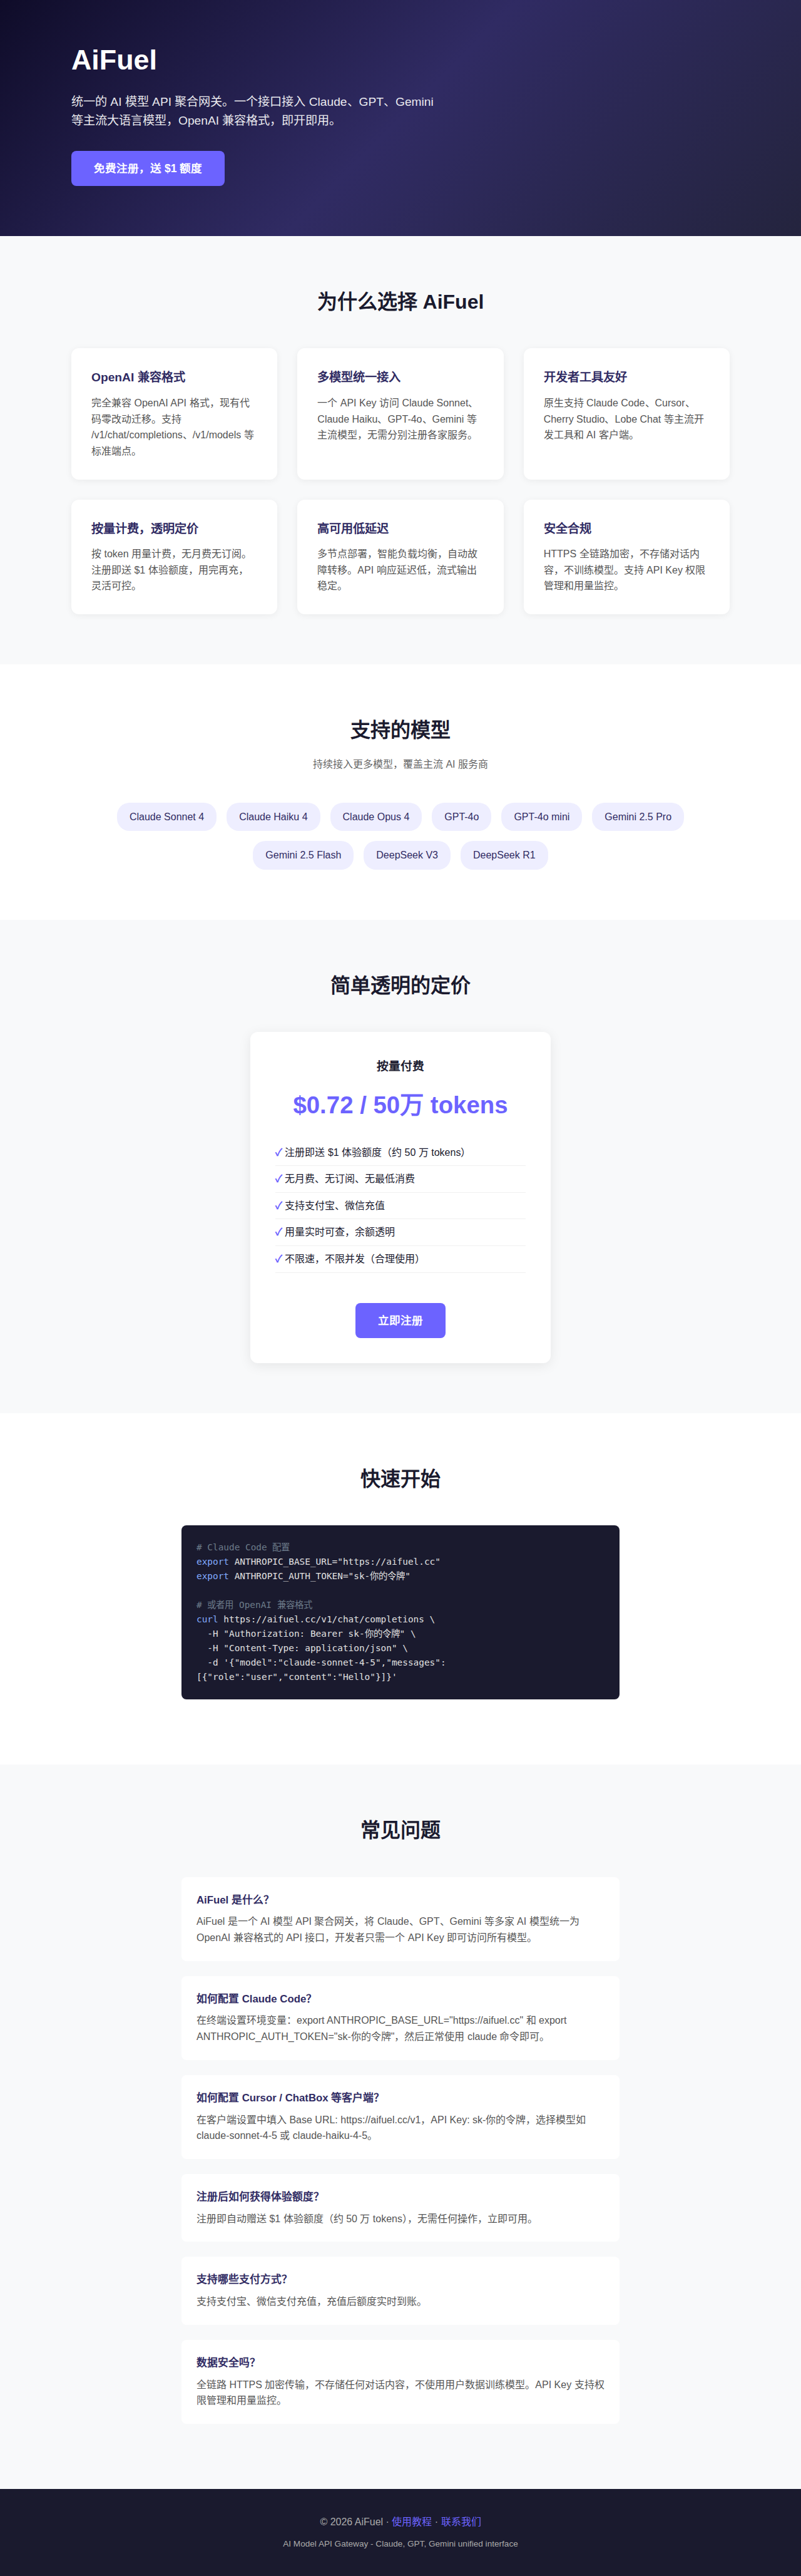 AiFuel
统一的 AI 模型 API 聚合网关。一个接口接入 Claude、GPT、Gemini
等主流大语言模型，OpenAI 兼容格式，即开即用。
免费注册，送 $1 额度
为什么选择 AiFuel
OpenAI 兼容格式
完全兼容 OpenAI API 格式，现有代
码零改动迁移。支持
/v1/chat/completions、/v1/models 等
标准端点。
多模型统一接入
一个 API Key 访问 Claude Sonnet、
Claude Haiku、GPT-4o、Gemini 等
主流模型，无需分别注册各家服务。
开发者工具友好
原生支持 Claude Code、Cursor、
Cherry Studio、Lobe Chat 等主流开
发工具和 AI 客户端。
按量计费，透明定价
按 token 用量计费，无月费无订阅。
注册即送 $1 体验额度，用完再充，
灵活可控。
高可用低延迟
多节点部署，智能负载均衡，自动故
障转移。API 响应延迟低，流式输出
稳定。
安全合规
HTTPS 全链路加密，不存储对话内
容，不训练模型。支持 API Key 权限
管理和用量监控。
支持的模型
持续接入更多模型，覆盖主流 AI 服务商
Claude Sonnet 4
Claude Haiku 4
Claude Opus 4
GPT-4o
GPT-4o mini
Gemini 2.5 Pro
Gemini 2.5 Flash
DeepSeek V3
DeepSeek R1
简单透明的定价
按量付费
$0.72 / 50万 tokens
✓ 注册即送 $1 体验额度（约 50 万 tokens）
✓ 无月费、无订阅、无最低消费
✓ 支持支付宝、微信充值
✓ 用量实时可查，余额透明
✓ 不限速，不限并发（合理使用）
立即注册
快速开始
# Claude Code 配置
export ANTHROPIC_BASE_URL="https://aifuel.cc"
export ANTHROPIC_AUTH_TOKEN="sk-你的令牌"
# 或者用 OpenAI 兼容格式
curl https://aifuel.cc/v1/chat/completions \
-H "Authorization: Bearer sk-你的令牌" \
-H "Content-Type: application/json" \
-d '{"model":"claude-sonnet-4-5","messages":
[{"role":"user","content":"Hello"}]}'
常见问题
AiFuel 是什么？
AiFuel 是一个 AI 模型 API 聚合网关，将 Claude、GPT、Gemini 等多家 AI 模型统一为
OpenAI 兼容格式的 API 接口，开发者只需一个 API Key 即可访问所有模型。
如何配置 Claude Code？
在终端设置环境变量：export ANTHROPIC_BASE_URL="https://aifuel.cc" 和 export
ANTHROPIC_AUTH_TOKEN="sk-你的令牌"，然后正常使用 claude 命令即可。
如何配置 Cursor / ChatBox 等客户端？
在客户端设置中填入 Base URL: https://aifuel.cc/v1，API Key: sk-你的令牌，选择模型如
claude-sonnet-4-5 或 claude-haiku-4-5。
注册后如何获得体验额度？
注册即自动赠送 $1 体验额度（约 50 万 tokens），无需任何操作，立即可用。
支持哪些支付方式？
支持支付宝、微信支付充值，充值后额度实时到账。
数据安全吗？
全链路 HTTPS 加密传输，不存储任何对话内容，不使用用户数据训练模型。API Key 支持权
限管理和用量监控。
© 2026 AiFuel · 使用教程 · 联系我们
AI Model API Gateway - Claude, GPT, Gemini unified interface